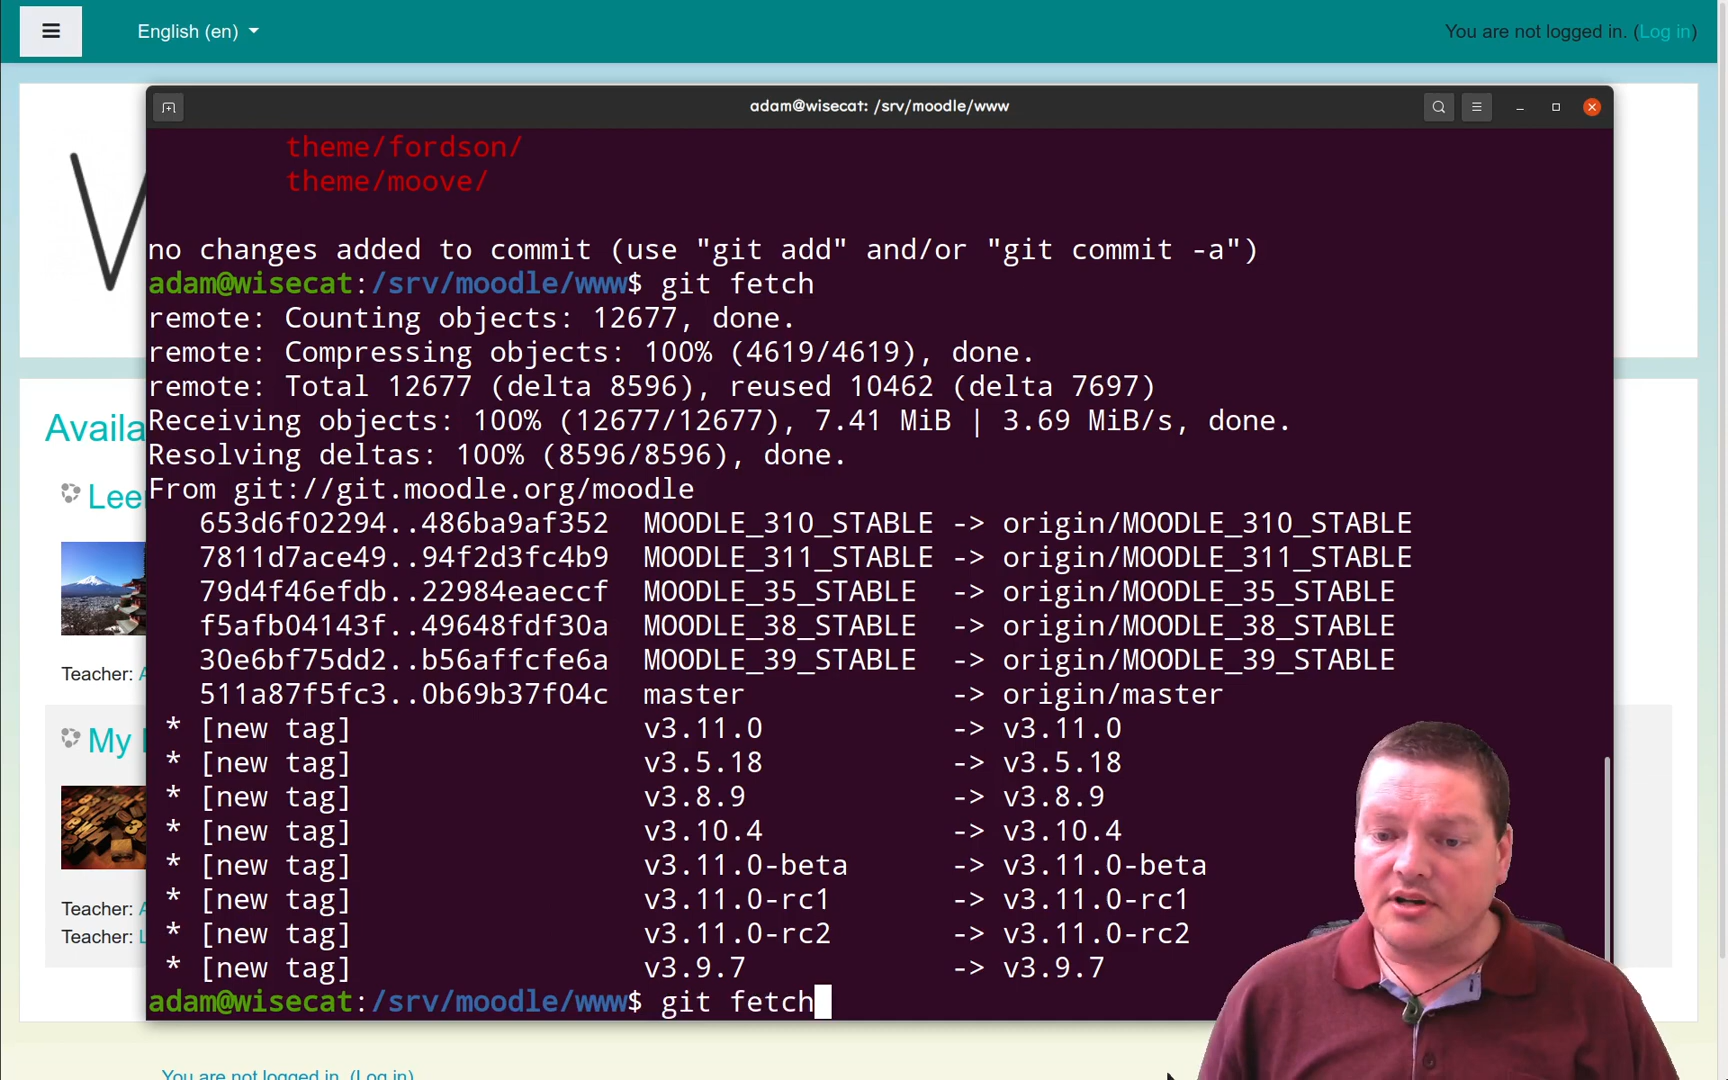 English (en)
You are not logged in. (Log in)
adam@wisecat: /srv/moodle/www
theme/fordson/
theme/moove/
no changes added to commit (use "git add" and/or "git commit -a")
adam@wisecat:/srv/moodle/www$ git fetch
remote: Counting objects: 12677, done.
remote: Compressing objects: 100% (4619/4619), done.
remote: Total 12677 (delta 8596), reused 10462 (delta 7697)
Receiving objects: 100% (12677/12677), 7.41 MiB | 3.69 MiB/s, done.
Resolving deltas: 100% (8596/8596), done.
From git://git.moodle.org/moodle
653d6f02294..486ba9af352 MOODLE_310_STABLE -> origin/MOODLE_310_STABLE
7811d7ace49..94f2d3fc4b9 MOODLE_311_STABLE -> origin/MOODLE_311_STABLE
79d4f46efdb..22984eaeccf MOODLE_35_STABLE -> origin/MOODLE_35_STABLE
f5afb04143f..49648fdf30a MOODLE_38_STABLE -> origin/MOODLE_38_STABLE
30e6bf75dd2..b56affcfe6a MOODLE_39_STABLE -> origin/MOODLE_39_STABLE
511a87f5fc3..0b69b37f04c master -> origin/master
* [new tag] v3.11.0 -> v3.11.0
* [new tag] v3.5.18 -> v3.5.18
* [new tag] v3.8.9 -> v3.8.9
* [new tag] v3.10.4 -> v3.10.4
* [new tag] v3.11.0-beta -> v3.11.0-beta
* [new tag] v3.11.0-rc1 -> v3.11.0-rc1
* [new tag] v3.11.0-rc2 -> v3.11.0-rc2
* [new tag] v3.9.7 -> v3.9.7
adam@wisecat:/srv/moodle/www$ git fetch
Availa
Lee
Teacher:
My
Teacher:
Teacher:
You are not logged in. (Log in)